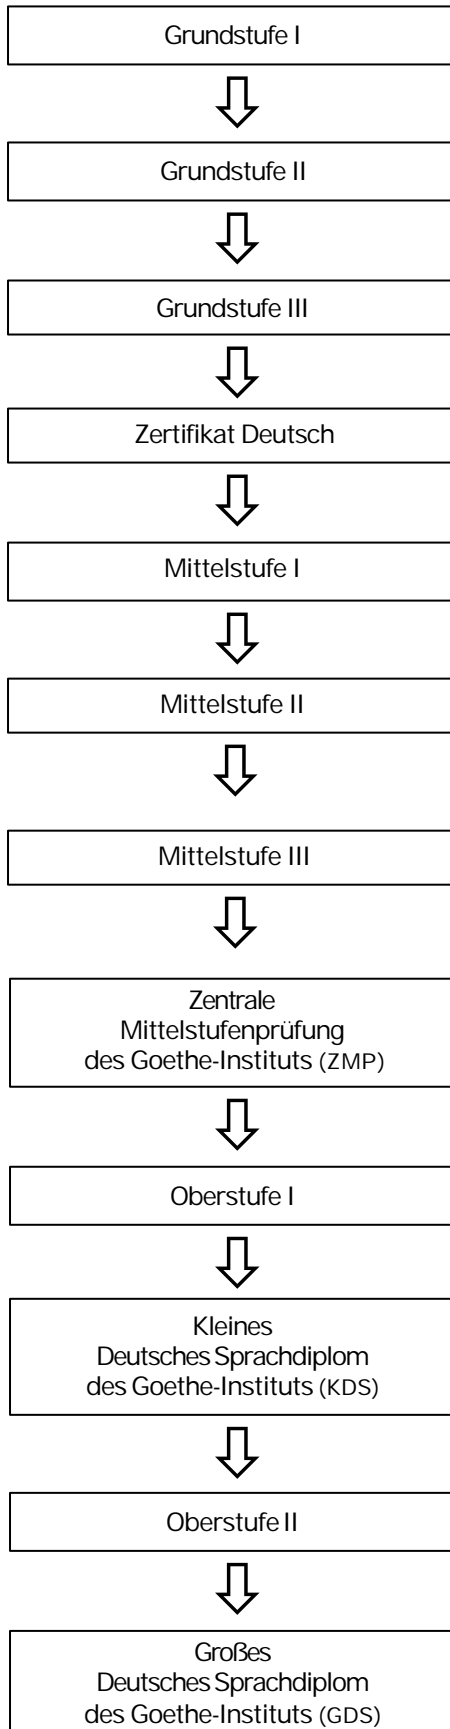 Grundstufe I
Grundstufe II
Grundstufe III
Zertifikat Deutsch
Mittelstufe I
Mittelstufe II
Mittelstufe III
Zentrale
Mittelstufenprüfung
des Goethe-Instituts (ZMP)
Oberstufe I
Kleines
Deutsches Sprachdiplom
des Goethe-Instituts (KDS)
Oberstufe II
Großes
Deutsches Sprachdiplom
des Goethe-Instituts (GDS)